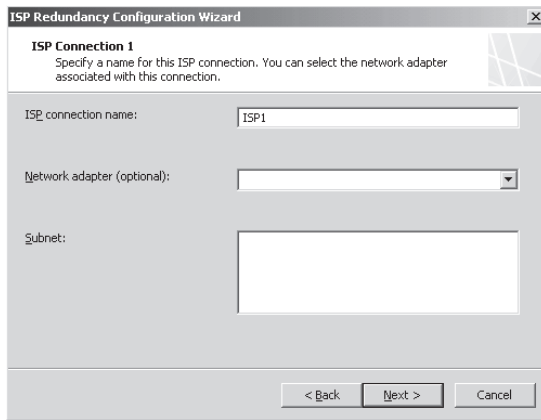 ISP Redundancy Configuration Wizard
ISP Connection 1
Specify a name for this ISP connection. You can select the network adapter
associated with this connection.
ISP connection name:
ISP1
Network adapter (optional):
Subnet:
< Back
Next >
Cancel